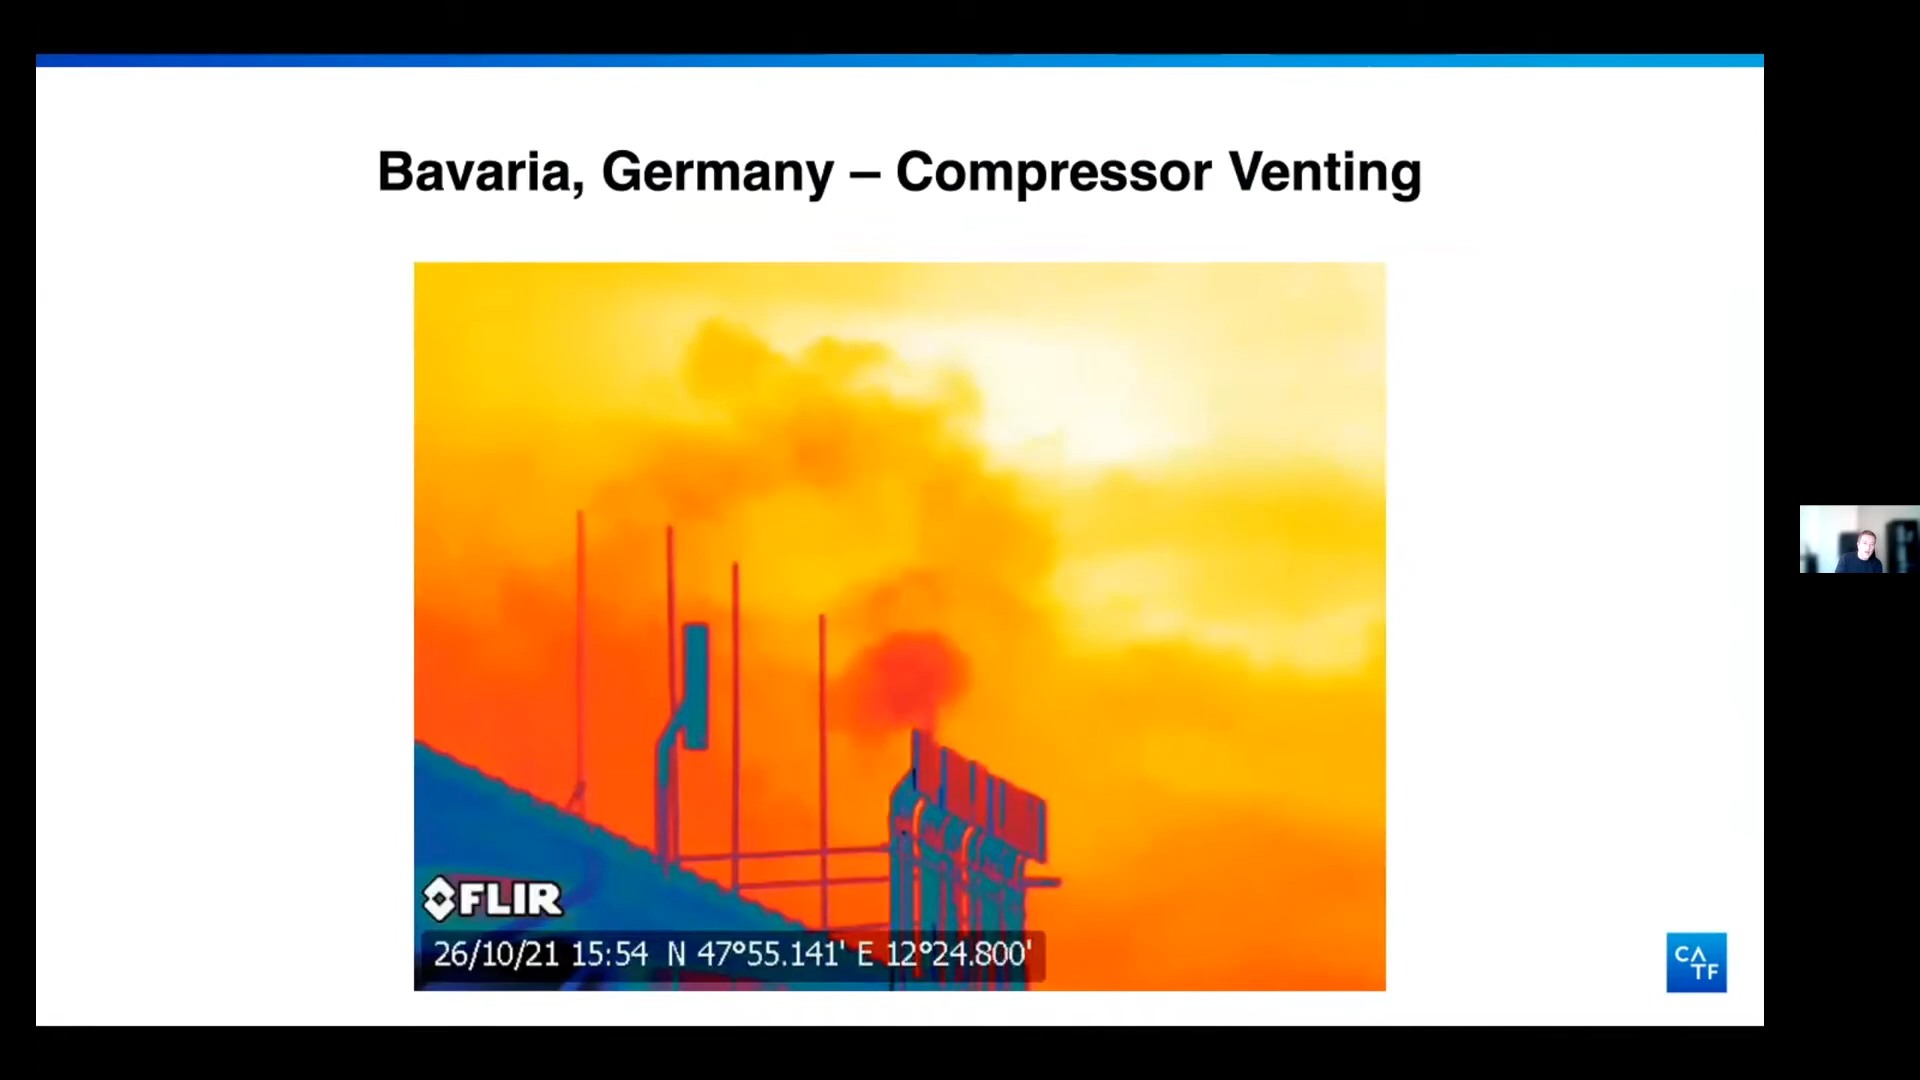 Bavaria, Germany – Compressor Venting
FLIR
26/10/21 15:54 N 47°55.141' E 12°24.800'
CA
TF